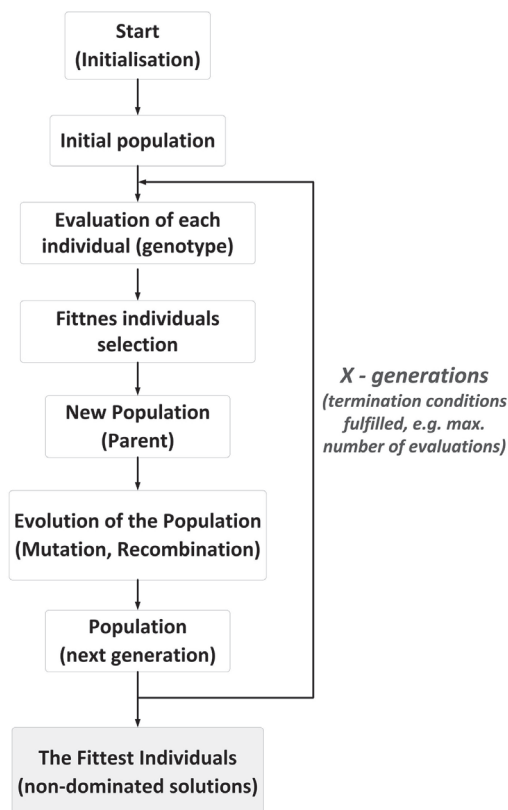 Start
(Initialisation)
Initial population
Evaluation of each
individual (genotype)
Fittnes individuals
selection
New Population
(Parent)
Evolution of the Population
(Mutation, Recombination)
Population
(next generation)
The Fittest Individuals
(non-dominated solutions)
X - generations
(termination conditions
fulfilled, e.g. max.
number of evaluations)